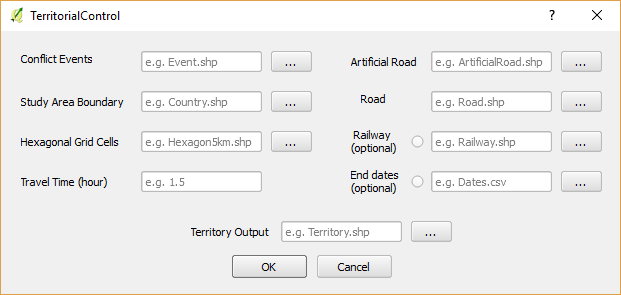 TerritorialControl
?
Conflict Events e.g. Event.shp ...
Artificial Road e.g. ArtificialRoad.shp ...
Study Area Boundary e.g. Country.shp ...
Road e.g. Road.shp ...
Hexagonal Grid Cells e.g. Hexagon5km.shp ...
Railway
(optional) e.g. Railway.shp ...
Travel Time (hour) e.g. 1.5
End dates
(optional) e.g. Dates.csv ...
Territory Output e.g. Territory.shp ...
OK Cancel